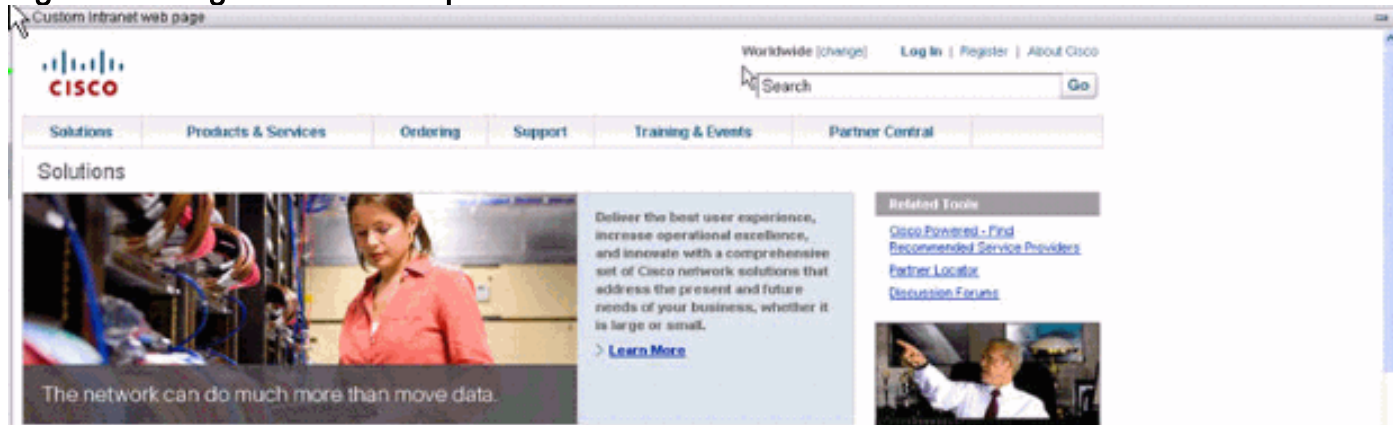 Custom Intranet web page
Worldwide [change] Log In | Register | About Cisco
CISCO
Search Go
Solutions Products & Services Ordering Support Training & Events Partner Central
Solutions
Deliver the best user experience,
increase operational excellence,
and innovate with a comprehensive
set of Cisco network solutions that
address the present and future
needs of your business, whether it
is large or small.
> Learn More
The network can do much more than move data.
Related Tools
Cisco Powered - Find
Recommended Service Providers
Partner Locator
Discussion Forums